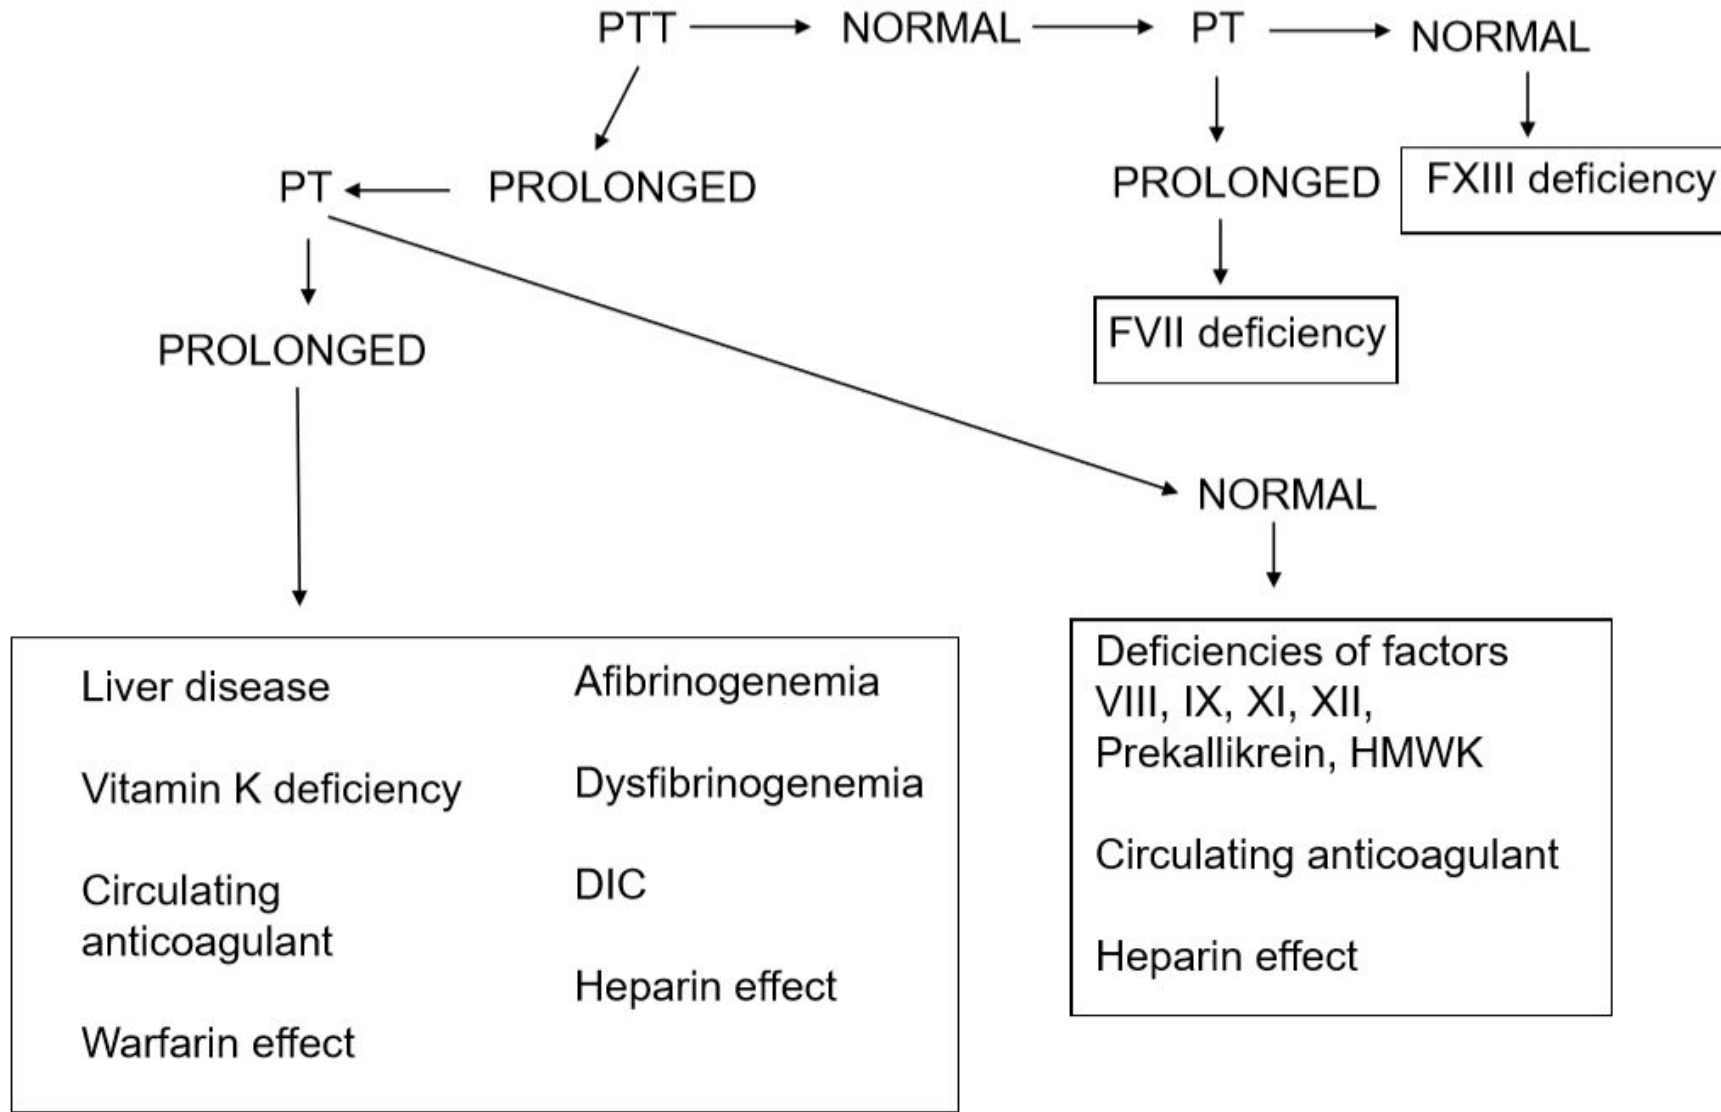 PTT
NORMAL
PT
NORMAL
PT
PROLONGED
PROLONGED
FXIII deficiency
PROLONGED
FVII deficiency
NORMAL
Liver disease
Vitamin K deficiency
Circulating
anticoagulant
Warfarin effect
Afibrinogenemia
Dysfibrinogenemia
DIC
Heparin effect
Deficiencies of factors
VIII, IX, XI, XII,
Prekallikrein, HMWK
Circulating anticoagulant
Heparin effect